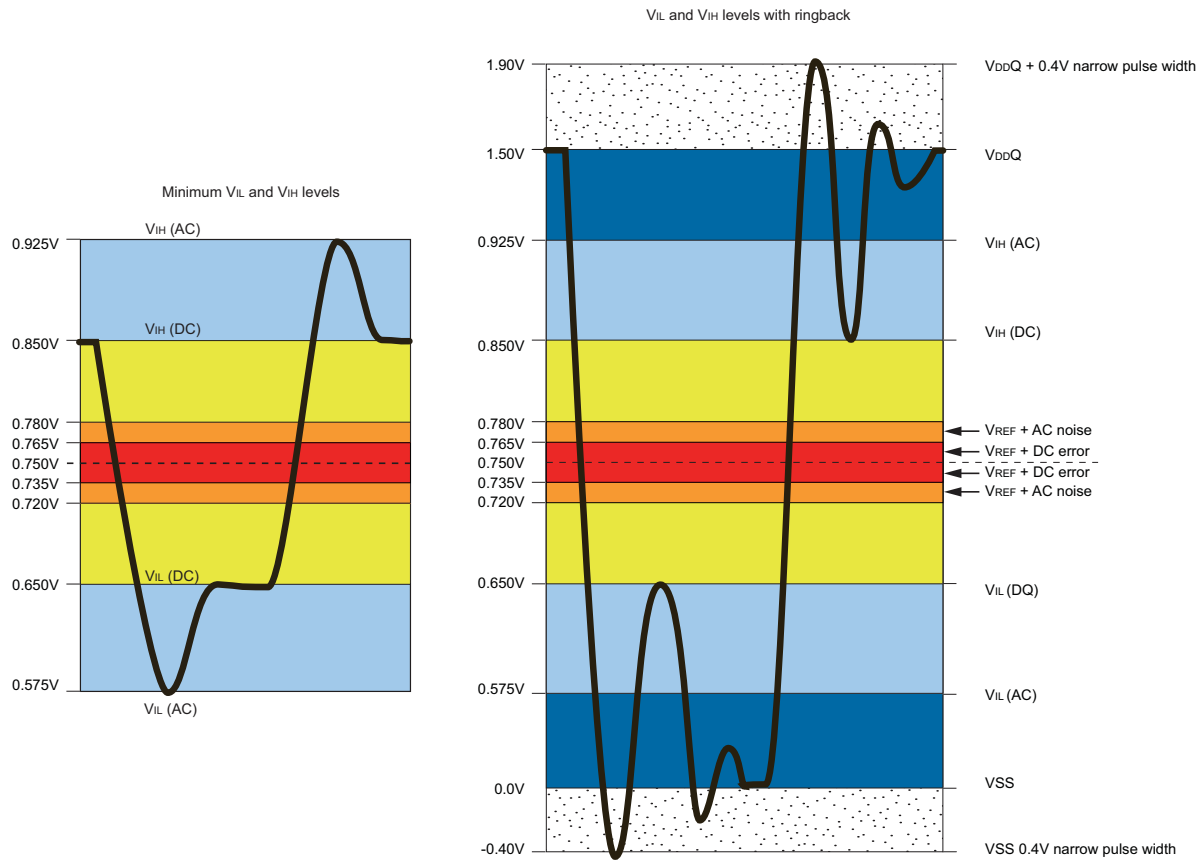 VIL and VIH levels with ringback
Minimum VIL and VIH levels
0.925V
VIH (AC)
0.850V
VIH (DC)
0.780V
0.765V
0.750V
0.735V
0.720V
0.650V
VIL (DC)
0.575V
VIL (AC)
1.90V
VDDQ + 0.4V narrow pulse width
1.50V
VDDQ
0.925V
VIH (AC)
0.850V
VIH (DC)
0.780V
VREF + AC noise
0.765V
VREF + DC error
0.750V
VREF + DC error
0.735V
VREF + AC noise
0.720V
0.650V
VIL (DQ)
0.575V
VIL (AC)
0.0V
VSS
-0.40V
VSS 0.4V narrow pulse width